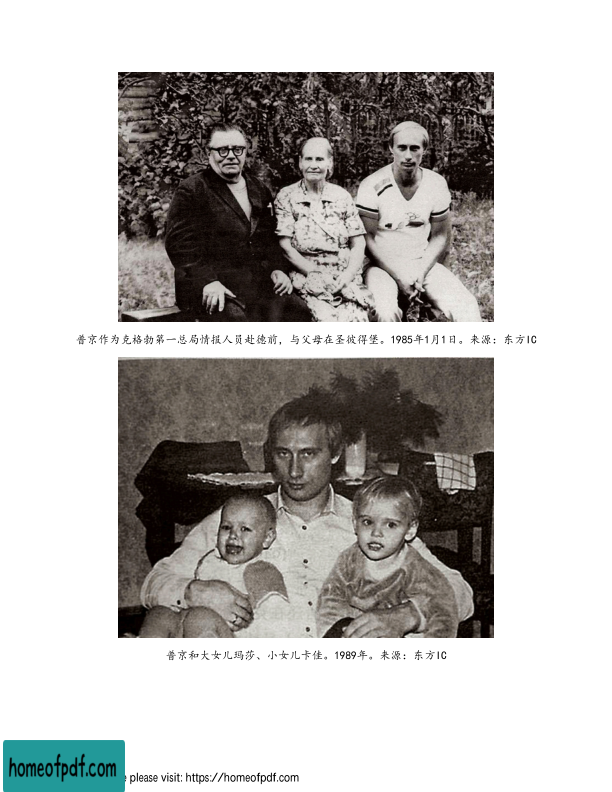 普京作为克格勃第一总局情报人员赴德前，与父母在圣彼得堡。1985年1月1日。来源：东方IC
普京和大女儿玛莎、小女儿卡佳。1989年。来源：东方IC
homeofpdf.com
e please visit: https://homeofpdf.com